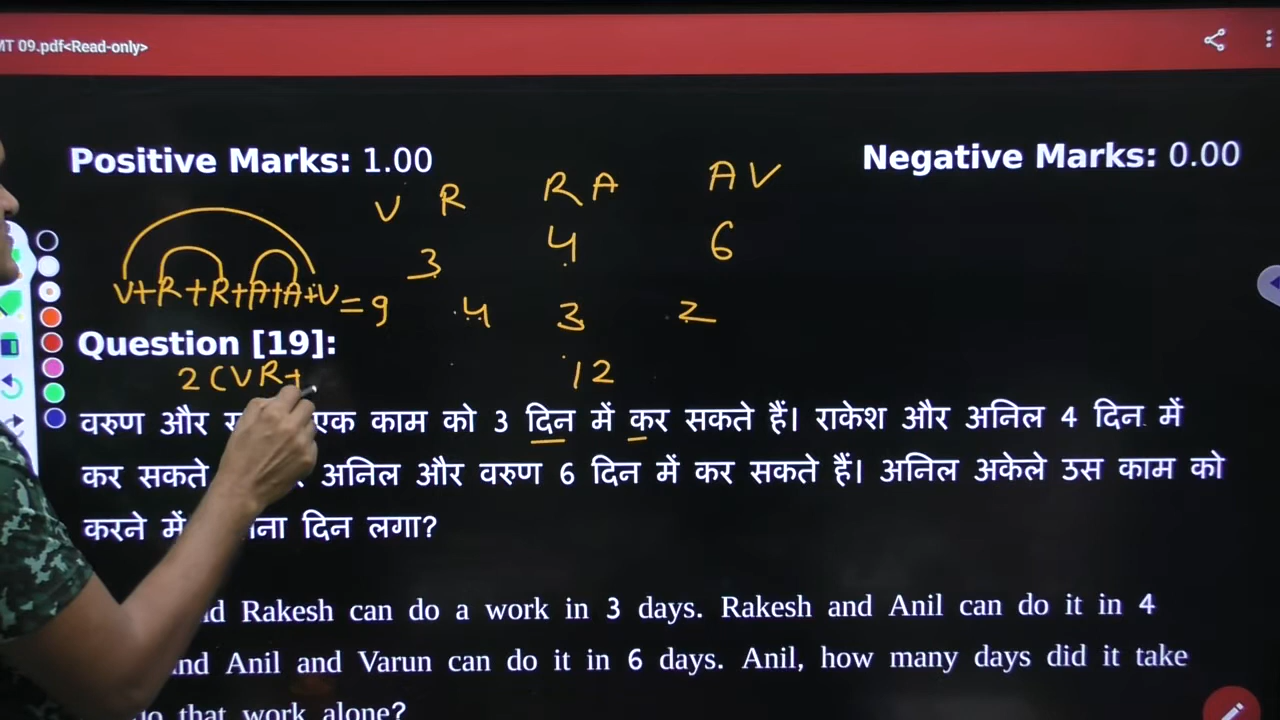 MT 09.pdf<Read-only>
Positive Marks: 1.00 Negative Marks: 0.00
V R R A A V
3 4 6
V+R+R+A+A+V=9 4 3 2
Question [19]:
2(VR+ 12
वरुण और एक काम को 3 दिन में कर सकते हैं। राकेश और अनिल 4 दिन में
कर सकते अनिल और वरुण 6 दिन में कर सकते हैं। अनिल अकेले उस काम को
करने में दिन लगा?
Rakesh can do a work in 3 days. Rakesh and Anil can do it in 4
Anil and Varun can do it in 6 days. Anil, how many days did it take
that work alone?